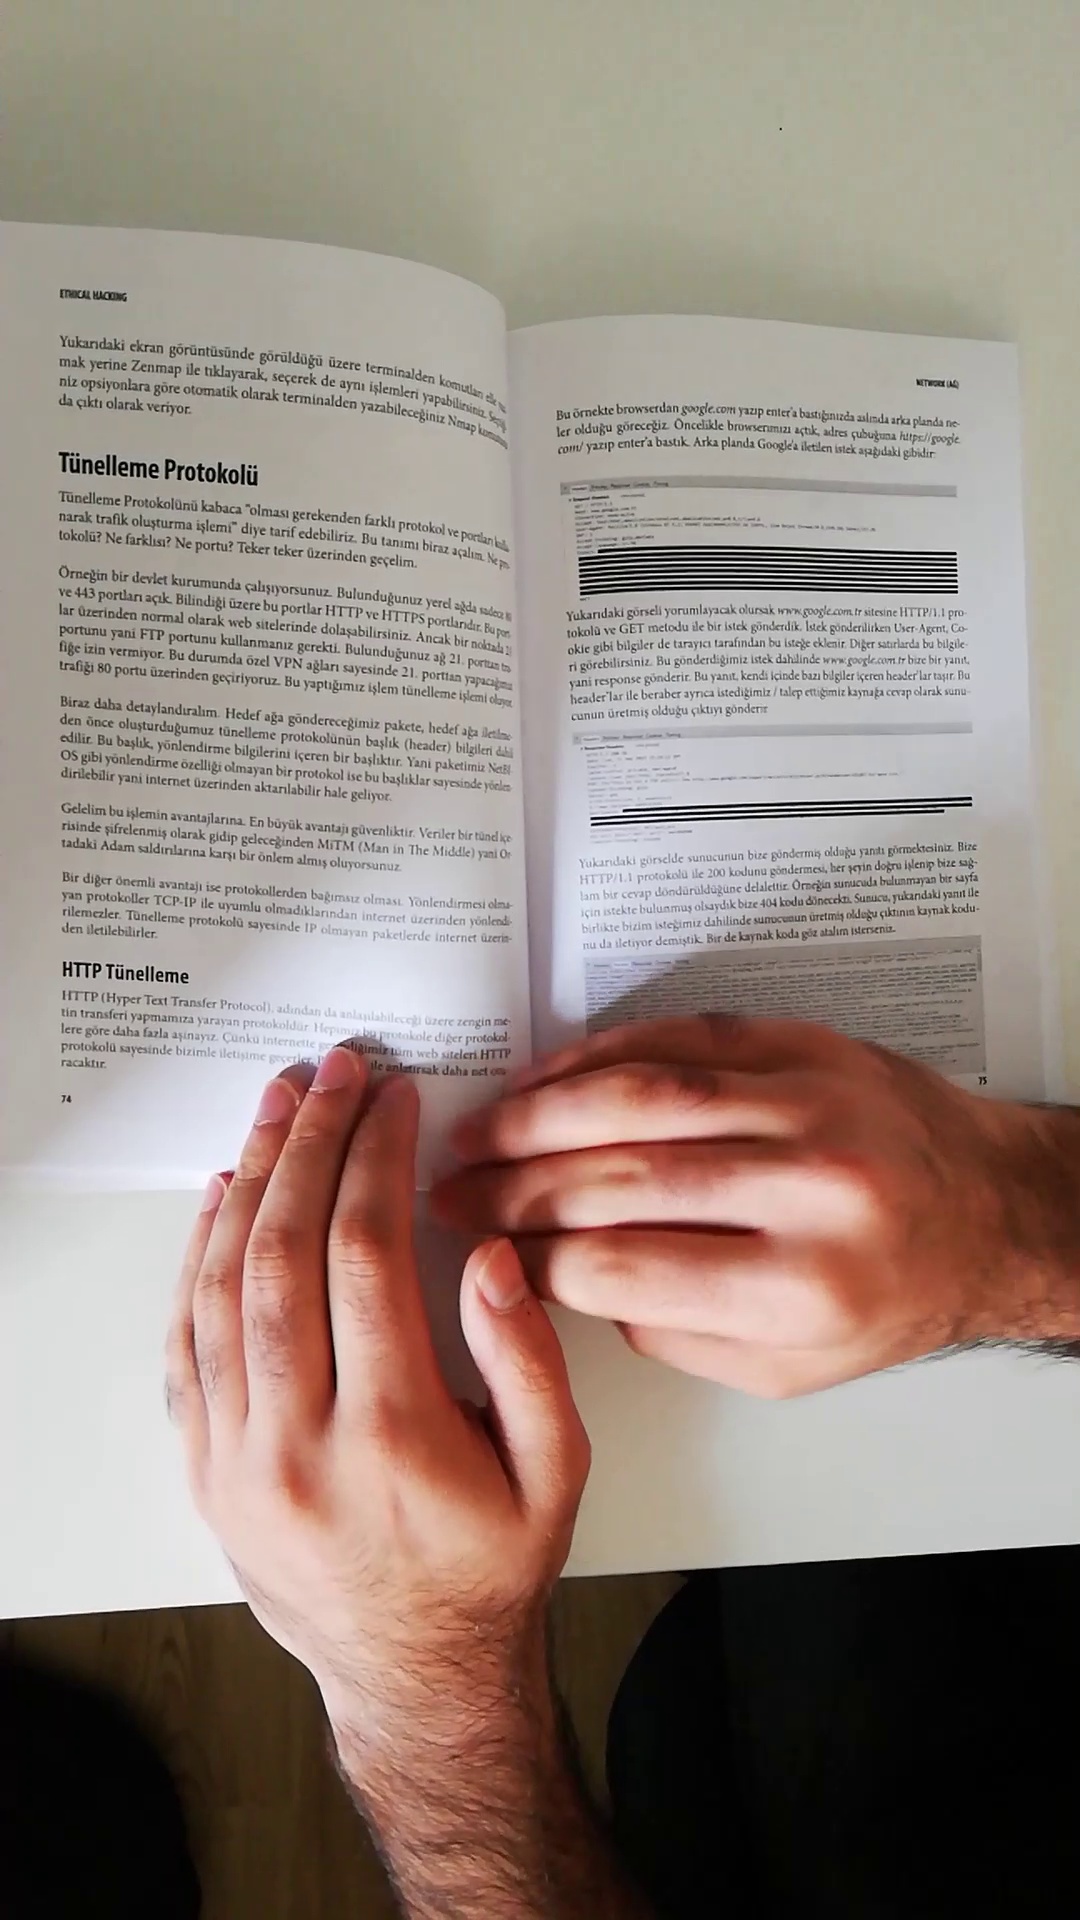 ETHICAL HACKING
Yukarıdaki ekran görüntüsünde görüldüğü üzere terminalden komutları elle
mak yerine Zenmap ile tıklayarak, seçerek de aynı işlemleri yapabilirsiniz.
niz opsiyonlara göre otomatik olarak terminalden yazabileceğiniz Nmap
da çıktı olarak veriyor.
Tünelleme Protokolü
Tünelleme Protokolünü kabaca "olması gerekenden farklı protokol ve portları
narak trafik oluşturma işlemi" diye tarif edebiliriz. Bu tanımı biraz açalım. Ne pro-
tokolü? Ne farklısı? Ne portu? Teker teker üzerinden geçelim.
Örneğin bir devlet kurumunda çalışıyorsunuz. Bulunduğunuz yerel ağda sadece 80
ve 443 portları açık. Bilindiği üzere bu portlar HTTP ve HTTPS portlarıdır. Bu port-
lar üzerinden normal olarak web sitelerinde dolaşabilirsiniz. Ancak bir noktada 21
portunu yani FTP portunu kullanmanız gerekti. Bulunduğunuz ağ 21. porttan tra-
fiğe izin vermiyor. Bu durumda özel VPN ağları sayesinde 21. porttan yapacağınız
trafiği 80 portu üzerinden geçiriyoruz. Bu yaptığımız işlem tünelleme işlemi oluyor.
Biraz daha detaylandıralım. Hedef ağa göndereceğimiz pakete, hedef ağa iletilme-
den önce oluşturduğumuz tünelleme protokolünün başlık (header) bilgileri dahil
edilir. Bu başlık, yönlendirme bilgilerini içeren bir başlıktır. Yani paketimiz NetBI-
OS gibi yönlendirme özelliği olmayan bir protokol ise bu başlıklar sayesinde yönlen-
dirilebilir yani internet üzerinden aktarılabilir hale geliyor.
Gelelim bu işlemin avantajlarına. En büyük avantajı güvenliktir. Veriler bir tünel içe-
risinde şifrelenmiş olarak gidip geleceğinden MiTM (Man in The Middle) yani Or-
tadaki Adam saldırılarına karşı bir önlem almış oluyorsunuz.
Bir diğer önemli avantajı ise protokollerden bağımsız olması. Yönlendirmesi olma-
yan protokoller TCP-IP ile uyumlu olmadıklarından internet üzerinden yönlendi-
rilemezler. Tünelleme protokolü sayesinde IP olmayan paketlerde internet üzerin-
den iletilebilirler.
HTTP Tünelleme
HTTP (Hyper Text Transfer Protocol), adından da anlaşılabileceği üzere zengin me-
tin transferi yapmamıza yarayan protokoldür. Hepimiz bu protokole diğer protokol-
lere göre daha fazla aşinayız. Çünkü internette tüm web siteleri HTTP
protokolü sayesinde bizimle iletişime geçerler. ile anlatırsak daha net ola-
racaktır.
74
NETWORK (AĞ)
Bu örnekte browserdan google.com yazıp enter'a bastığınızda aslında arka planda ne-
ler olduğu göreceğiz. Öncelikle browserımızı açtık, adres çubuğuna https://google.
com/ yazıp enter'a bastık. Arka planda Google'a iletilen istek aşağıdaki gibidir:
Yukarıdaki görseli yorumlayacak olursak www.google.com.tr sitesine HTTP/1.1 pro-
tokolü ve GET metodu ile bir istek gönderdik. İstek gönderilirken User-Agent, Co-
okie gibi bilgiler de tarayıcı tarafından bu isteğe eklenir. Diğer satırlarda bu bilgile-
ri görebilirsiniz. Bu gönderdiğimiz istek dahilinde www.google.com.tr bize bir yanıt,
yani response gönderir. Bu yanıt, kendi içinde bazı bilgiler içeren header'lar taşır. Bu
header'lar ile beraber ayrıca istediğimiz / talep ettiğimiz kaynağa cevap olarak sunu-
cunun üretmiş olduğu çıktıyı gönderir
Yukarıdaki görselde sunucunun bize göndermiş olduğu yanıtı görmektesiniz. Bize
HTTP/1.1 protokolü ile 200 kodunu göndermesi, her şeyin doğru işlenip bize sağ-
lam bir cevap döndürüldüğüne delalettir. Örneğin sunucuda bulunmayan bir sayfa
için istekte bulunmuş olsaydık bize 404 kodu dönecekti. Sunucu, yukarıdaki yanıt ile
birlikte bizim isteğimiz dahilinde sunucunun üretmiş olduğu çıktının kaynak kodu-
nu da iletiyor demiştik. Bir de kaynak koda göz atalım isterseniz.
75